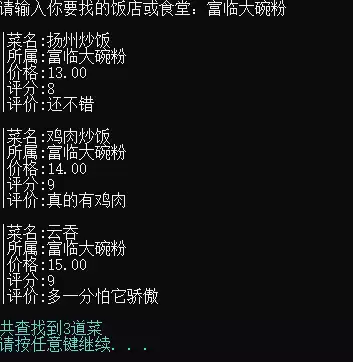 请输入你要找的饭店或食堂：富临大碗粉
|菜名:扬州炒饭
|所属:富临大碗粉
|价格:13.00
|评分:8
|评价:还不错
|菜名:鸡肉炒饭
|所属:富临大碗粉
|价格:14.00
|评分:9
|评价:真的有鸡肉
|菜名:云吞
|所属:富临大碗粉
|价格:15.00
|评分:9
|评价:多一分怕它骄傲
共查找到3道菜
请按任意键继续. . .